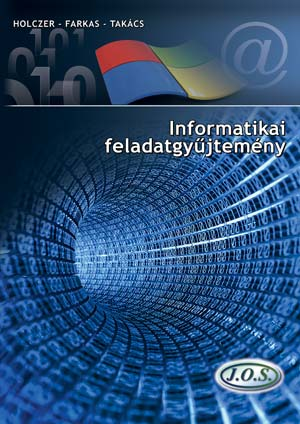 HOLCZER - FARKAS - TAKÁCS
@
Informatikai
feladatgyűjtemény
J.O.S.